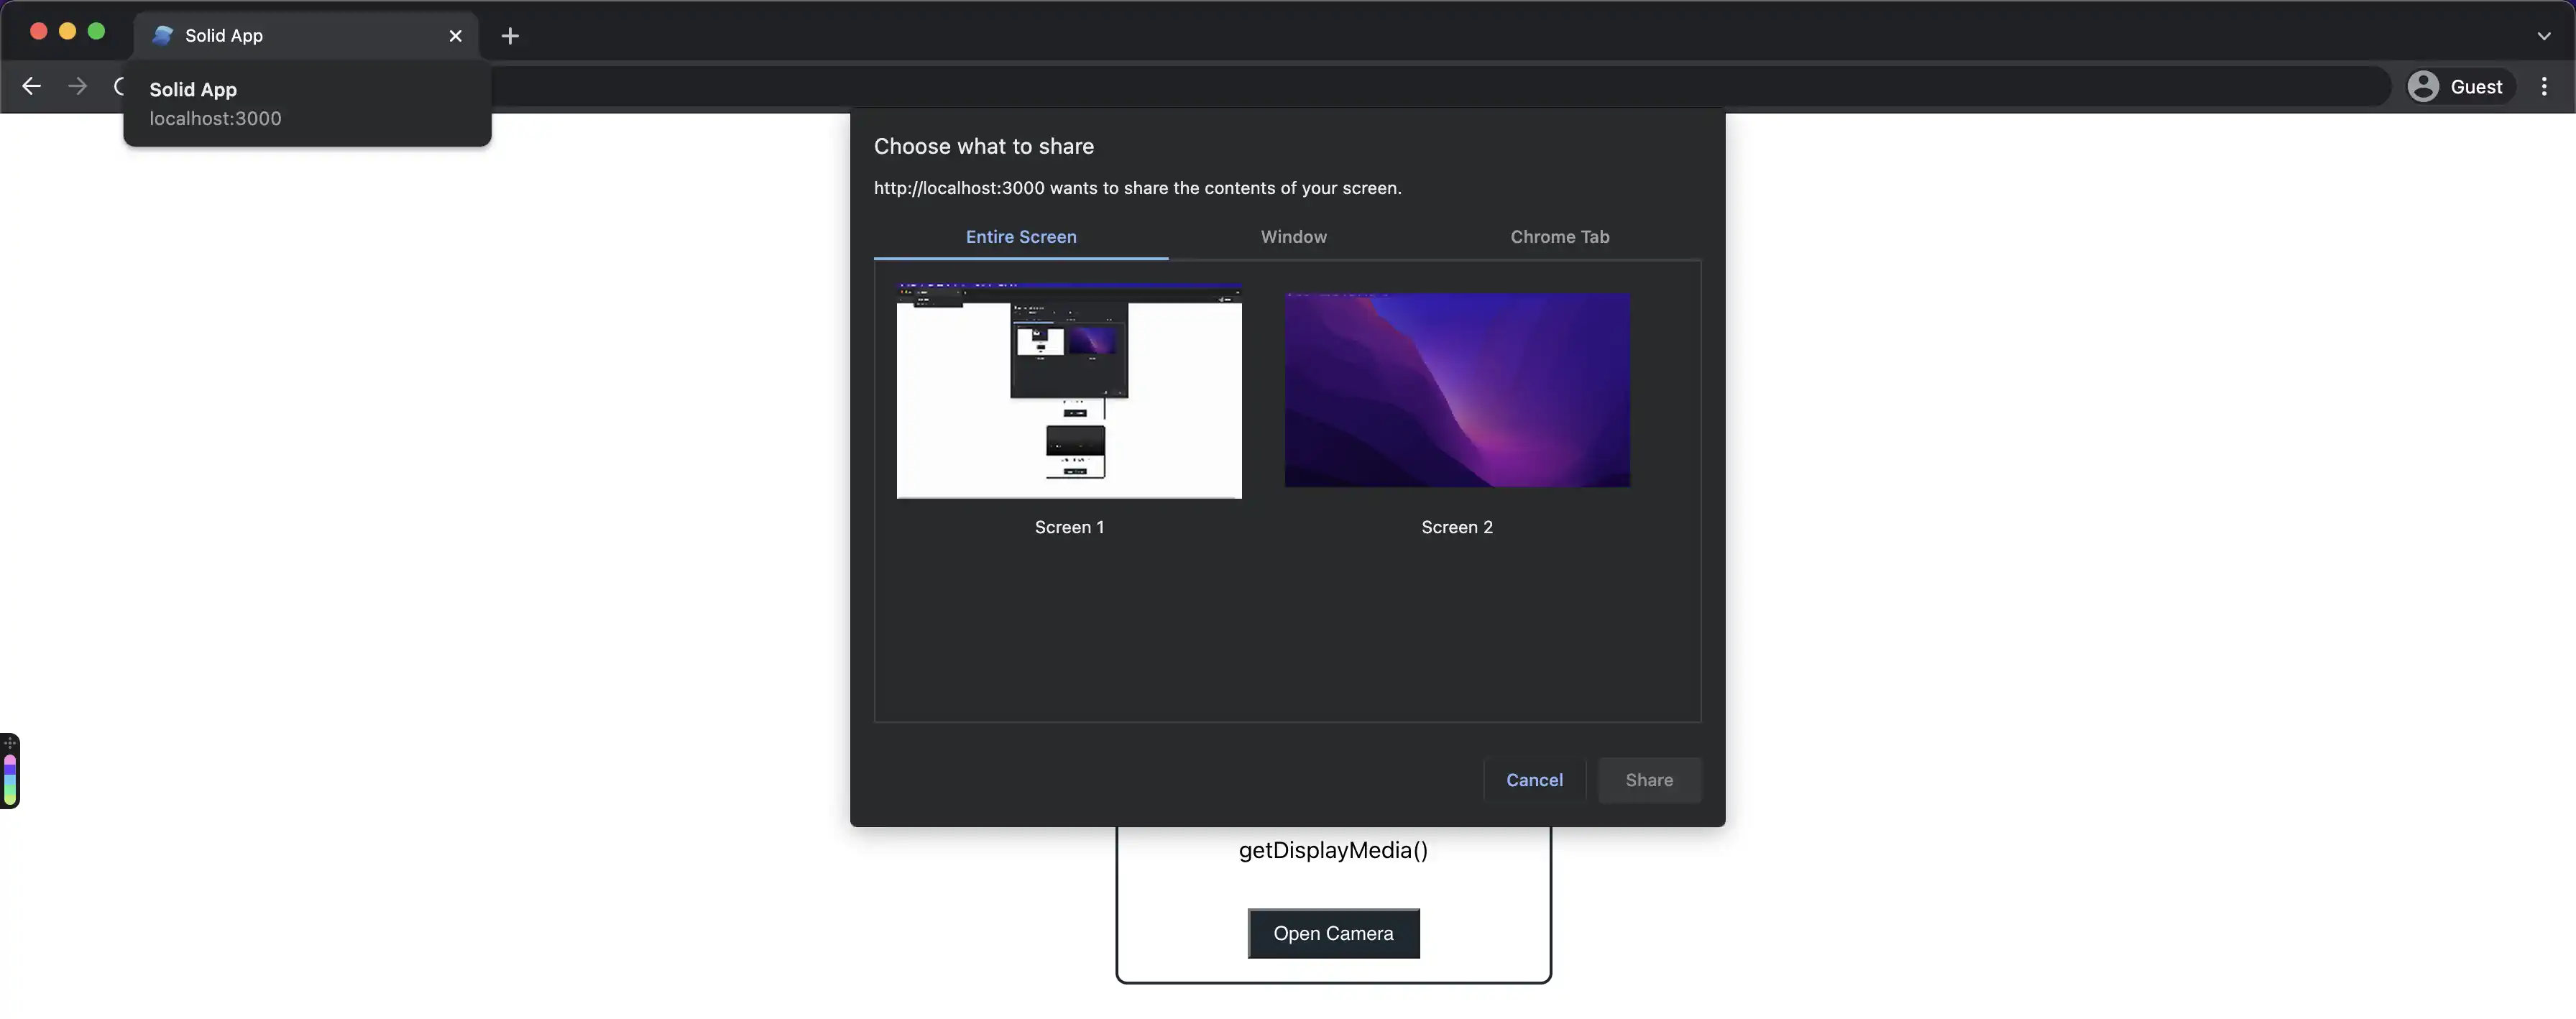 Solid App
Guest
Solid App
localhost:3000
Choose what to share
http://localhost:3000 wants to share the contents of your screen.
Entire Screen
Window
Chrome Tab
Screen 1
Screen 2
Cancel
Share
getDisplayMedia()
Open Camera